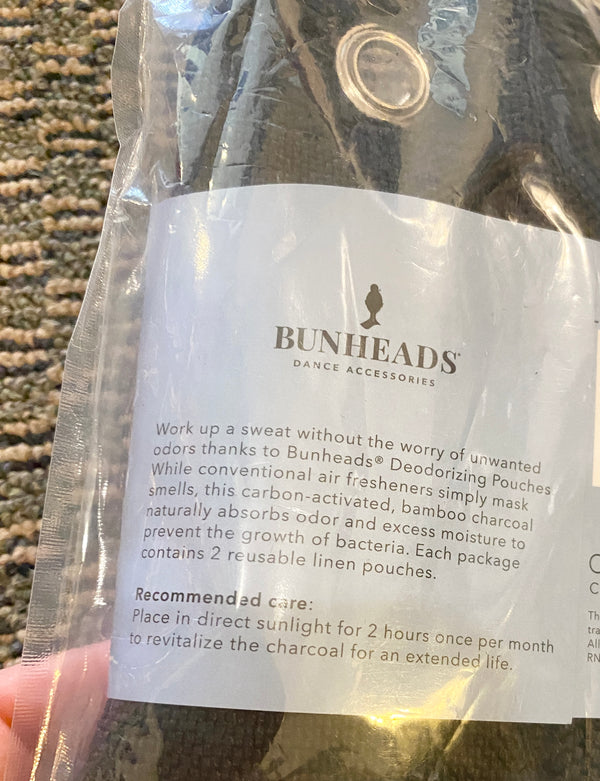 BUNHEADS®
DANCE ACCESSORIES
Work up a sweat without the worry of unwanted
odors thanks to Bunheads® Deodorizing Pouches.
While conventional air fresheners simply mask
smells, this carbon-activated, bamboo charcoal
naturally absorbs odor and excess moisture to
prevent the growth of bacteria. Each package
contains 2 reusable linen pouches.
Recommended care:
Place in direct sunlight for 2 hours once per month
to revitalize the charcoal for an extended life.
RN